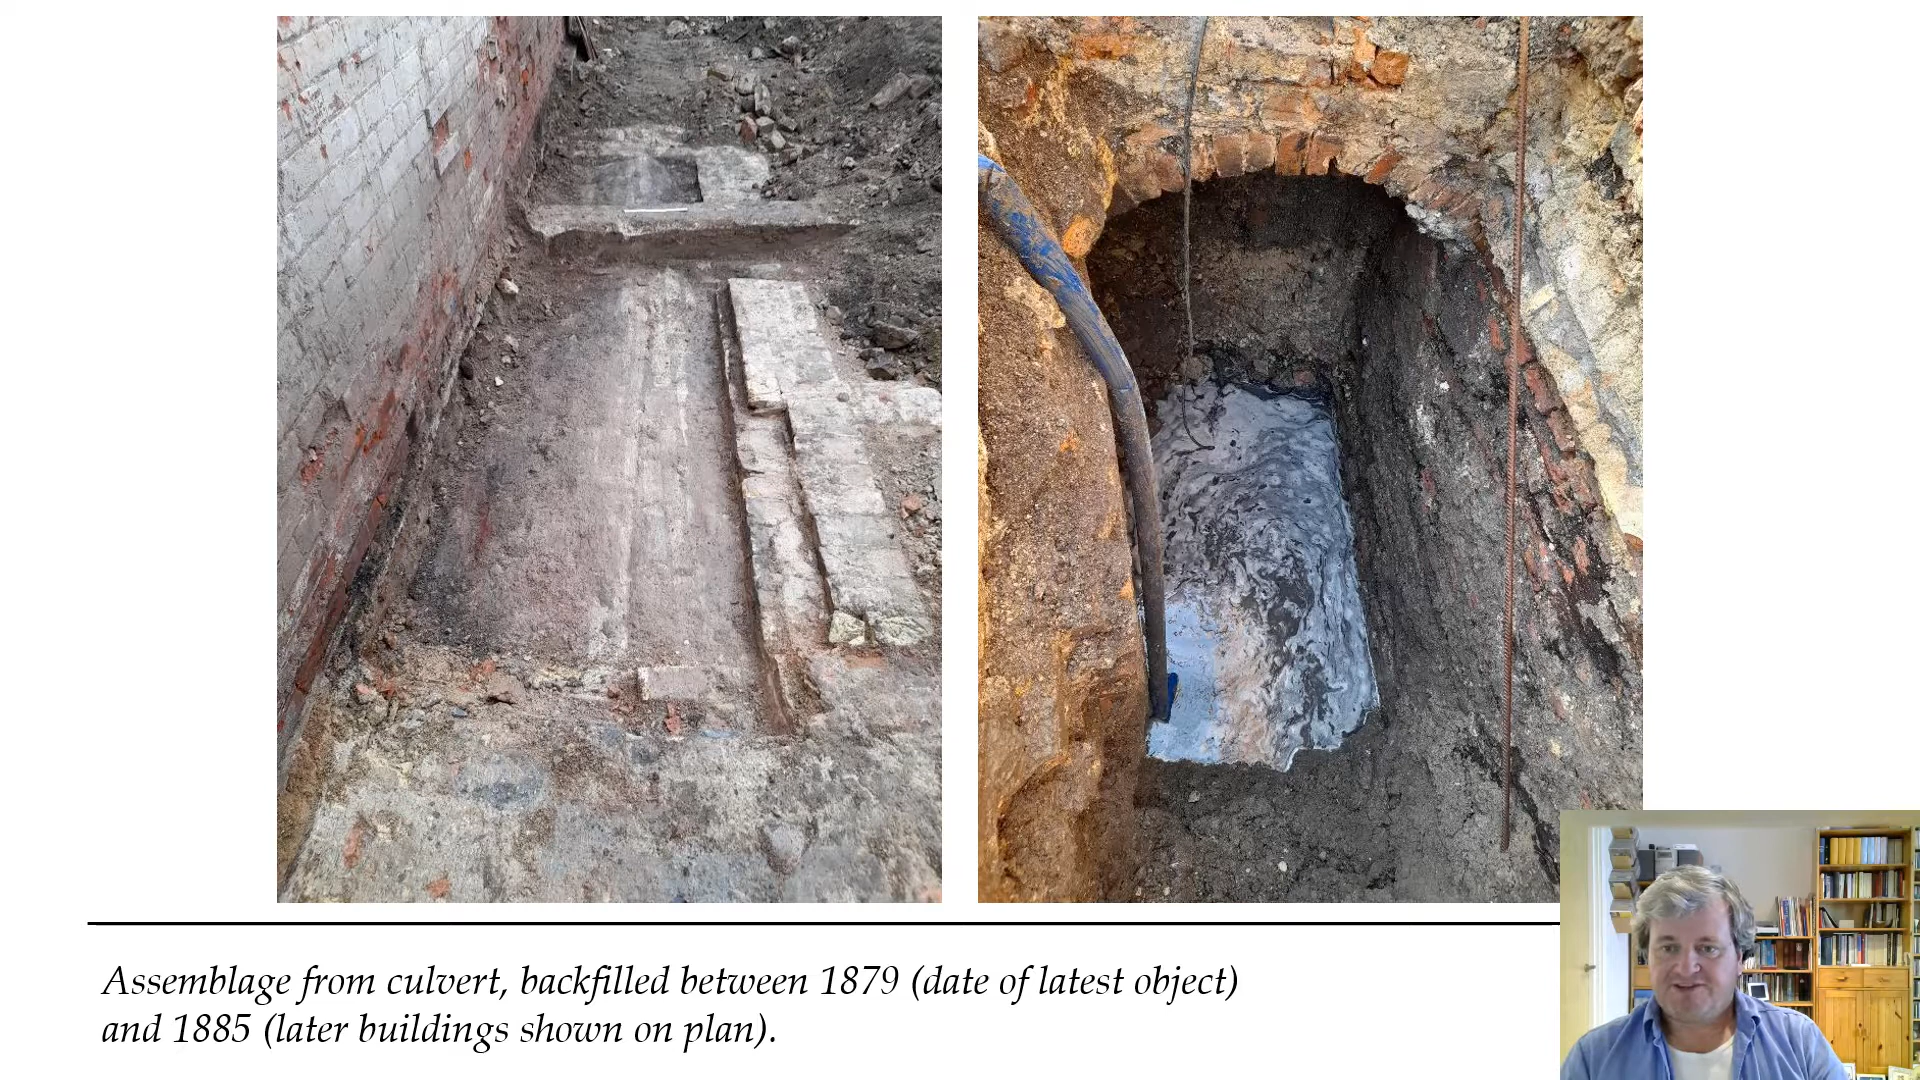 Assemblage from culvert, backfilled between 1879 (date of latest object)
and 1885 (later buildings shown on plan).